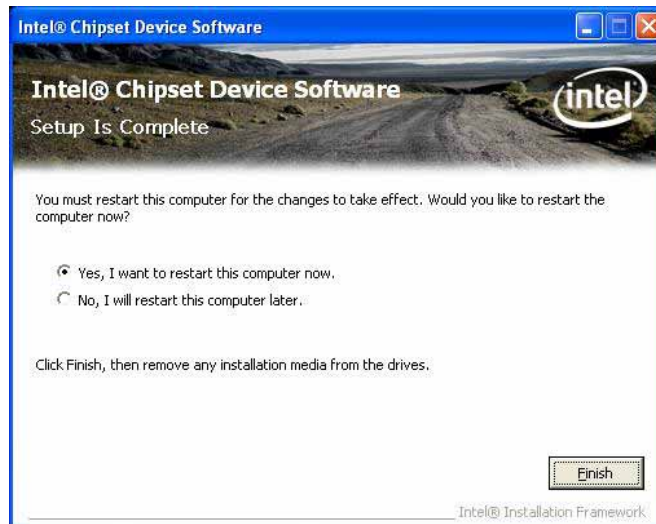 Intel® Chipset Device Software
Intel® Chipset Device Software
Setup Is Complete
intel
You must restart this computer for the changes to take effect. Would you like to restart the
computer now?
Yes, I want to restart this computer now.
No, I will restart this computer later.
Click Finish, then remove any installation media from the drives.
Finish
Intel® Installation Framework